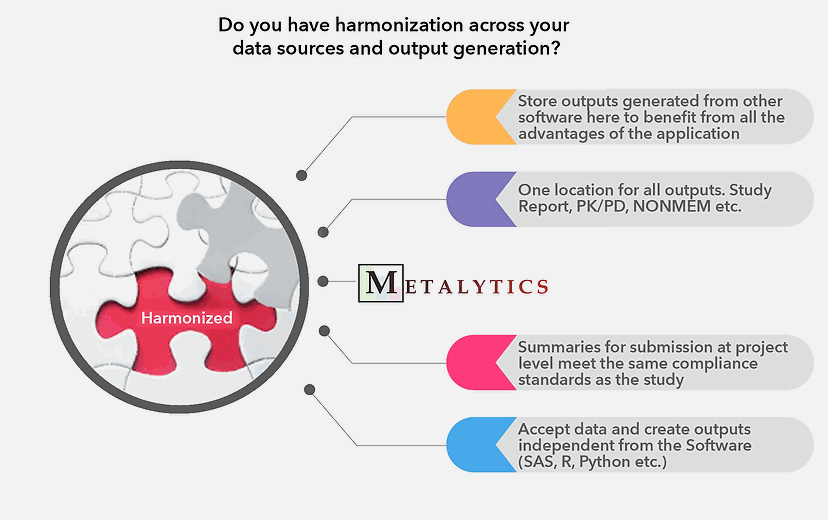 Do you have harmonization across your
data sources and output generation?
Store outputs generated from other
software here to benefit from all the
advantages of the application
One location for all outputs. Study
Report, PK/PD, NONMEM etc.
METALYTICS
Harmonized
Summaries for submission at project
level meet the same compliance
standards as the study
Accept data and create outputs
independent from the Software
(SAS, R, Python etc.)